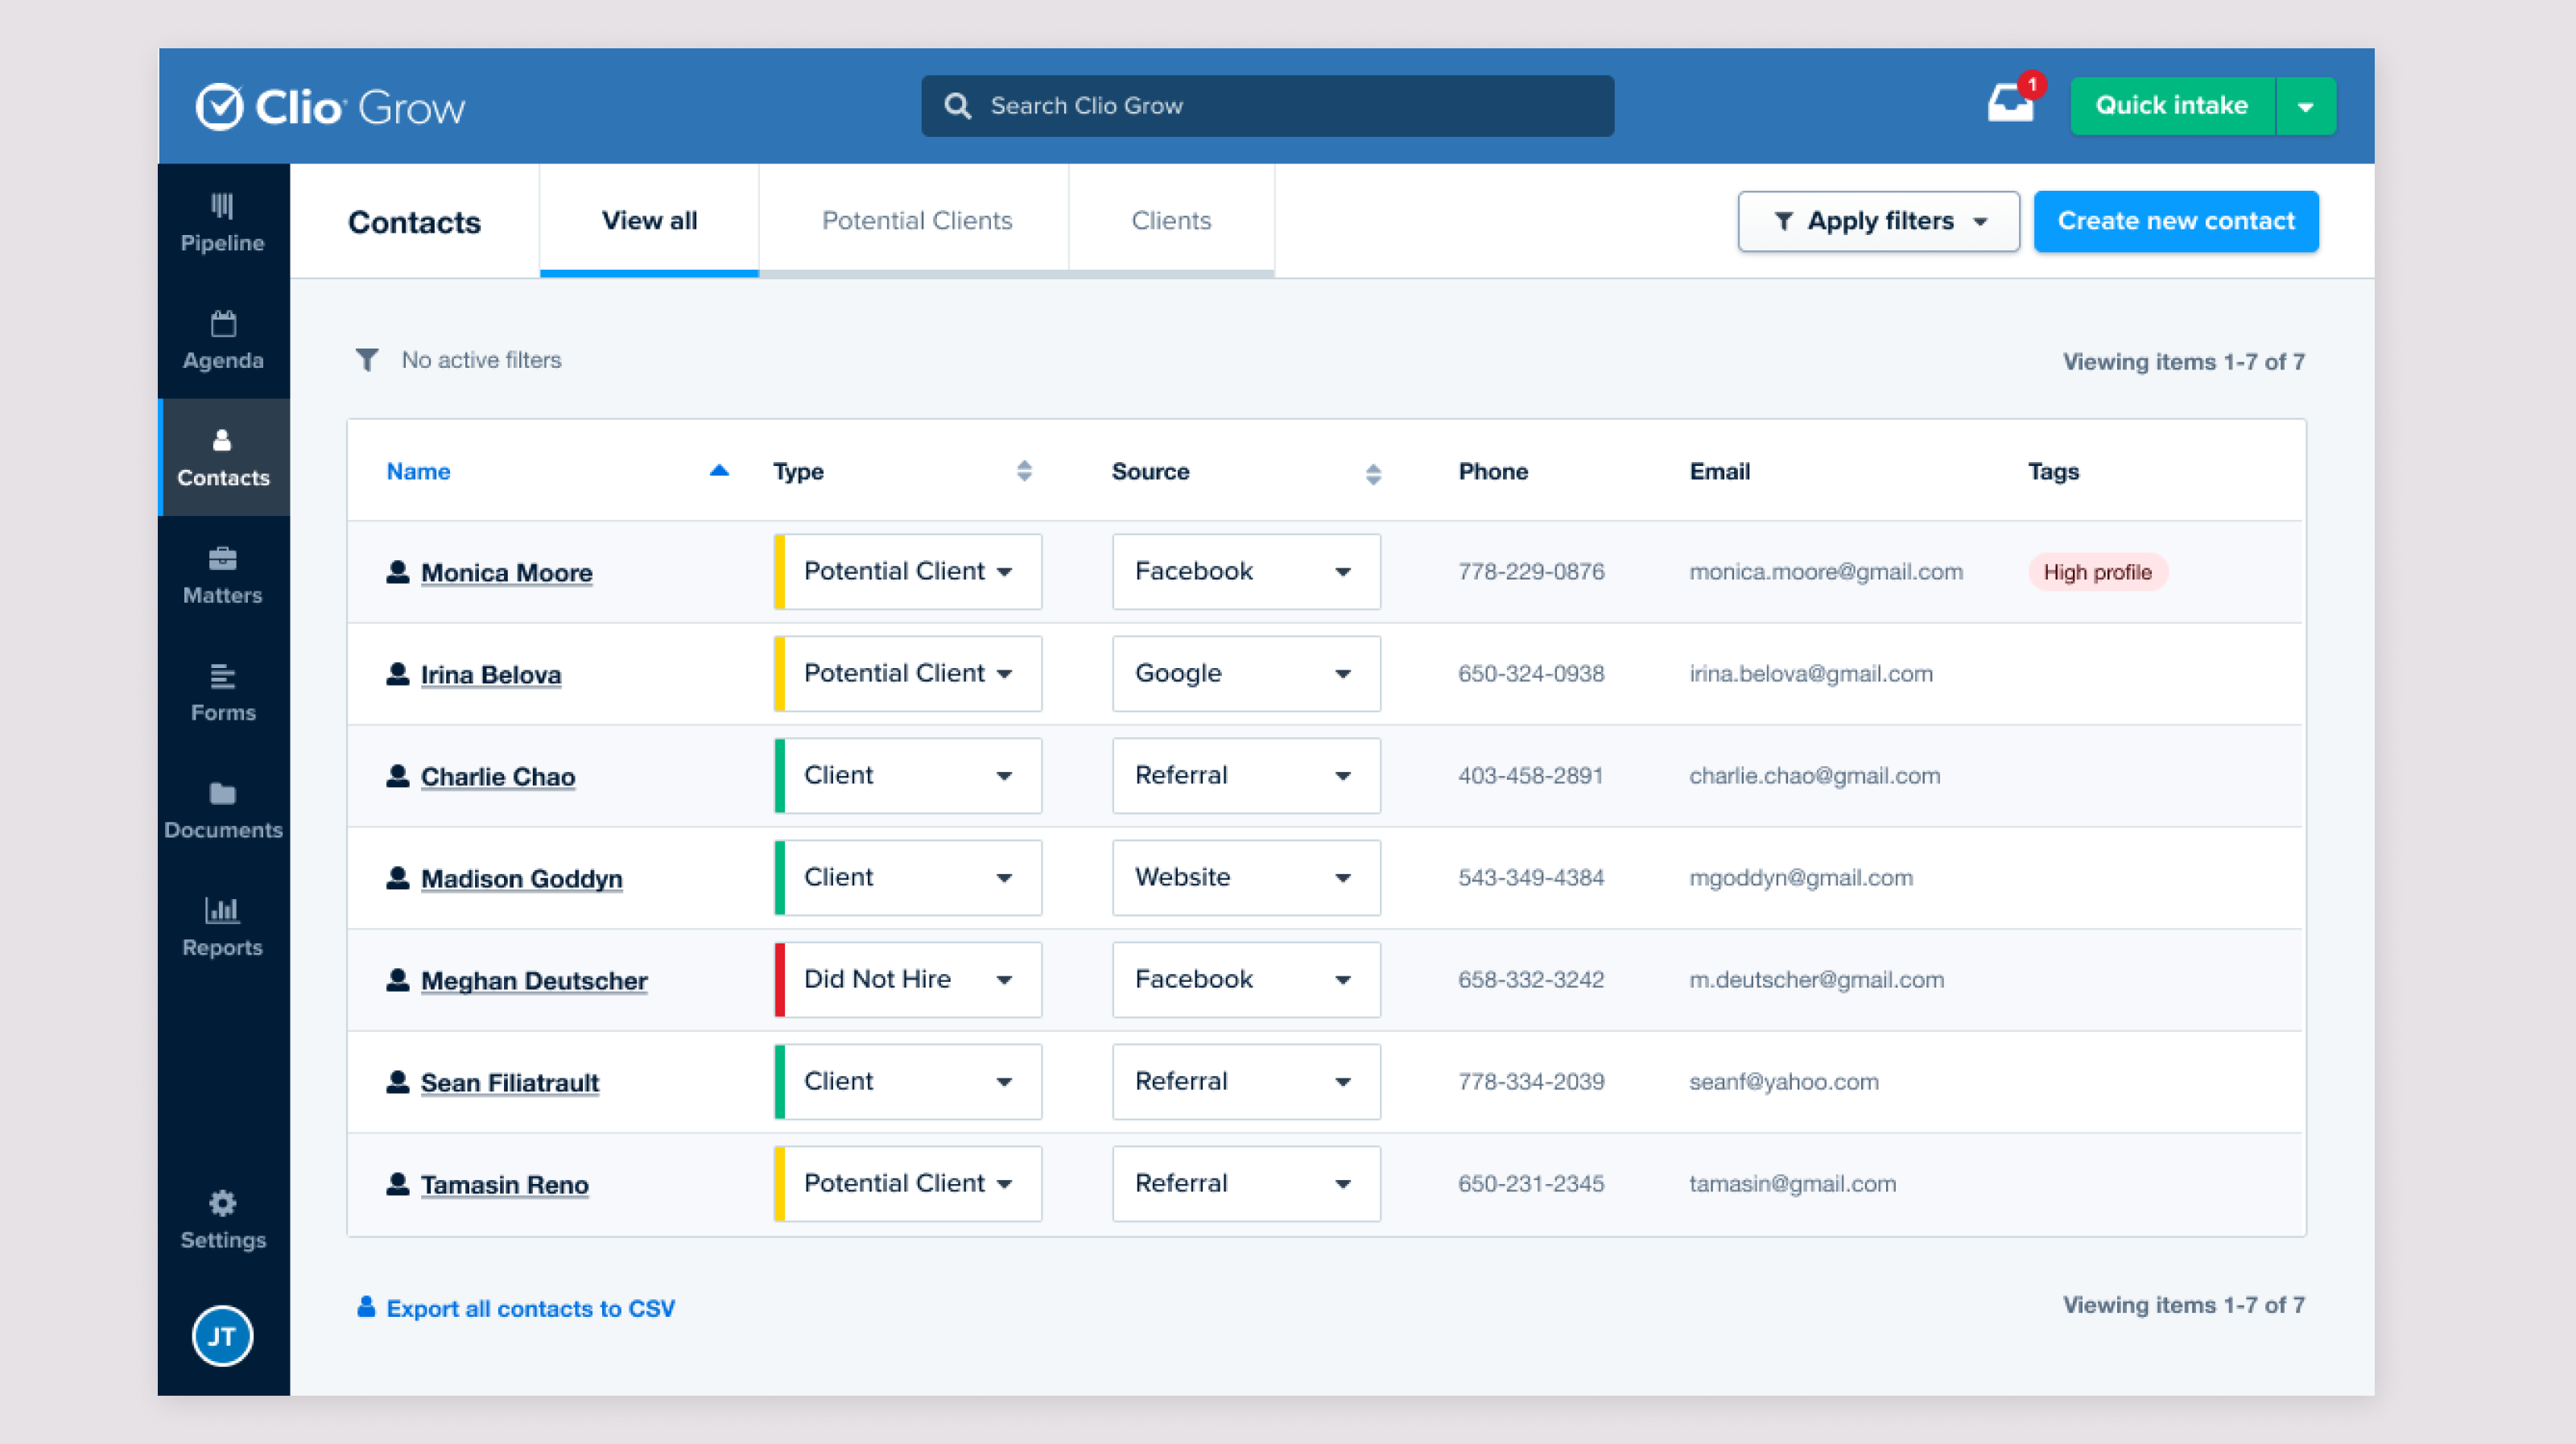 Clio Grow
Search Clio Grow
1
Quick intake
Pipeline
Agenda
Contacts
Matters
Forms
Documents
Reports
Settings
JT
Contacts
View all
Potential Clients
Clients
Apply filters
Create new contact
No active filters
Viewing items 1-7 of 7
Name Type Source Phone Email Tags
Monica Moore Potential Client Facebook 778-229-0876 monica.moore@gmail.com High profile
Irina Belova Potential Client Google 650-324-0938 irina.belova@gmail.com
Charlie Chao Client Referral 403-458-2891 charlie.chao@gmail.com
Madison Goddyn Client Website 543-349-4384 mgoddyn@gmail.com
Meghan Deutscher Did Not Hire Facebook 658-332-3242 m.deutscher@gmail.com
Sean Filiatrault Client Referral 778-334-2039 seanf@yahoo.com
Tamasin Reno Potential Client Referral 650-231-2345 tamasin@gmail.com
Export all contacts to CSV
Viewing items 1-7 of 7